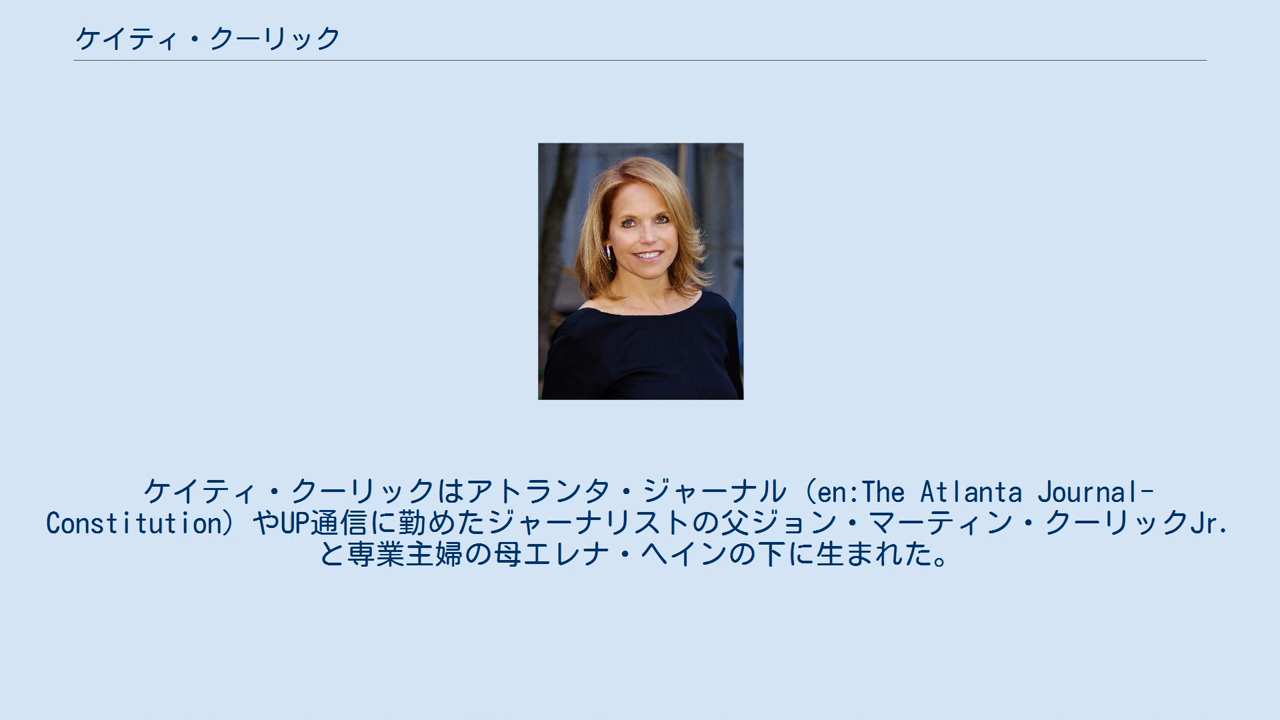 ケイティ・クーリック
ケイティ・クーリックはアトランタ・ジャーナル（en:The Atlanta Journal-
Constitution）やUP通信に勤めたジャーナリストの父ジョン・マーティン・クーリックJr.
と専業主婦の母エレナ・ヘインの下に生まれた。